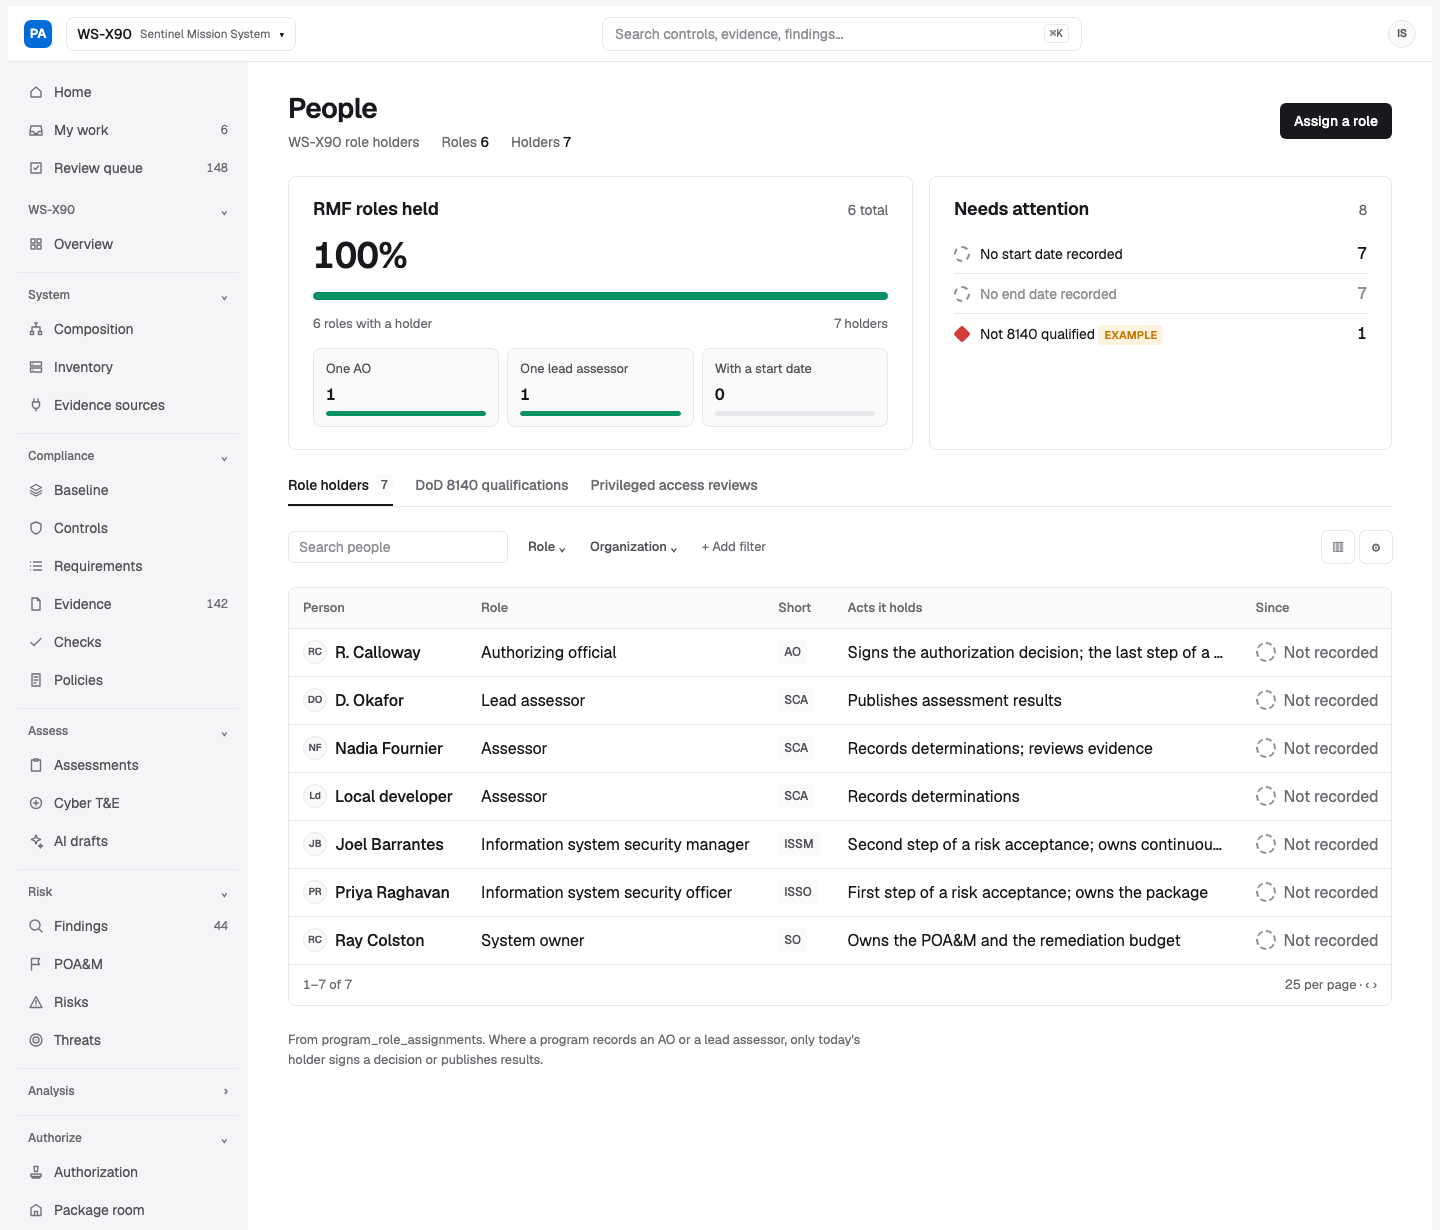 PA WS-X90 Sentinel Mission System ▾ Search controls, evidence, findings... ⌘K IS
Home
My work 6
Review queue 148
WS-X90
Overview
System
Composition
Inventory
Evidence sources
Compliance
Baseline
Controls
Requirements
Evidence 142
Checks
Policies
Assess
Assessments
Cyber T&E
AI drafts
Risk
Findings 44
POA&M
Risks
Threats
Analysis ›
Authorize
Authorization
Package room
People
WS-X90 role holders Roles 6 Holders 7
Assign a role
RMF roles held 6 total
100%
6 roles with a holder 7 holders
One AO
1
One lead assessor
1
With a start date
0
Needs attention 8
No start date recorded 7
No end date recorded 7
Not 8140 qualified EXAMPLE 1
Role holders 7 DoD 8140 qualifications Privileged access reviews
Search people Role Organization + Add filter
Person Role Short Acts it holds Since
RC R. Calloway Authorizing official AO Signs the authorization decision; the last step of a ... Not recorded
DO D. Okafor Lead assessor SCA Publishes assessment results Not recorded
NF Nadia Fournier Assessor SCA Records determinations; reviews evidence Not recorded
Ld Local developer Assessor SCA Records determinations Not recorded
JB Joel Barrantes Information system security manager ISSM Second step of a risk acceptance; owns continuou... Not recorded
PR Priya Raghavan Information system security officer ISSO First step of a risk acceptance; owns the package Not recorded
RC Ray Colston System owner SO Owns the POA&M and the remediation budget Not recorded
1–7 of 7 25 per page · ‹ ›
From program_role_assignments. Where a program records an AO or a lead assessor, only today's
holder signs a decision or publishes results.